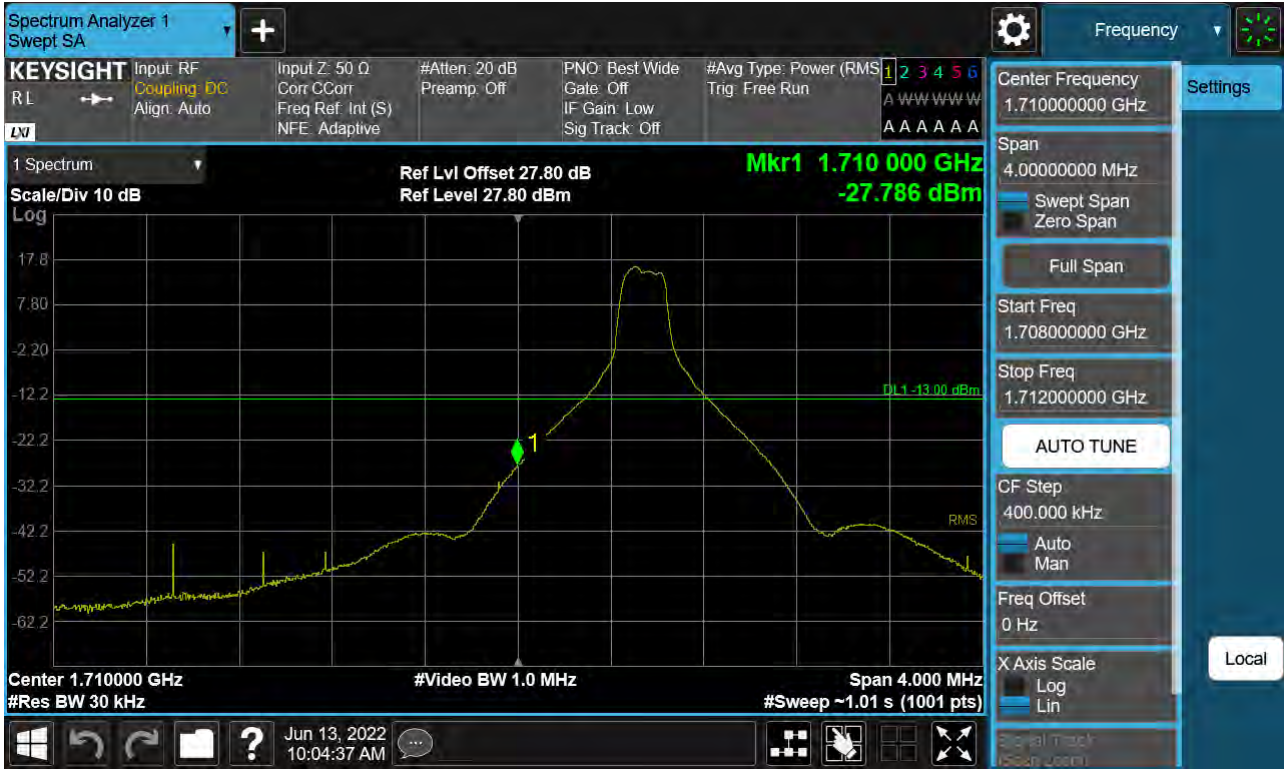 Spectrum Analyzer 1
Swept SA
Frequency
KEYSIGHT
RL
LXI
Input: RF
Coupling: DC
Align: Auto
Input Z: 50 Ω
Corr CCorr
Freq Ref: Int (S)
NFE: Adaptive
#Atten: 20 dB
Preamp: Off
PNO: Best Wide
Gate: Off
IF Gain: Low
Sig Track: Off
#Avg Type: Power (RMS
Trig: Free Run
1 2 3 4 5 6
A W W W W W
A A A A A A
1 Spectrum
Scale/Div 10 dB
Log
Ref Lvl Offset 27.80 dB
Ref Level 27.80 dBm
Mkr1 1.710 000 GHz
-27.786 dBm
17.8
7.80
-2.20
-12.2
-22.2
-32.2
-42.2
-52.2
-62.2
DL1 -13.00 dBm
1
RMS
Center 1.710000 GHz
#Res BW 30 kHz
#Video BW 1.0 MHz
Span 4.000 MHz
#Sweep ~1.01 s (1001 pts)
Center Frequency
1.710000000 GHz
Settings
Span
4.00000000 MHz
Swept Span
Zero Span
Full Span
Start Freq
1.708000000 GHz
Stop Freq
1.712000000 GHz
AUTO TUNE
CF Step
400.000 kHz
Auto
Man
Freq Offset
0 Hz
X Axis Scale
Log
Lin
Local
Signal Track
(Span Zoom)
?
Jun 13, 2022
10:04:37 AM